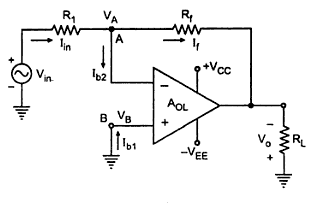 R1 VA Rf
A
Iin Ib2 If
+VCC
Vin
AOL
B VB
Ib1
−VEE
Vo RL
+ − − + − +